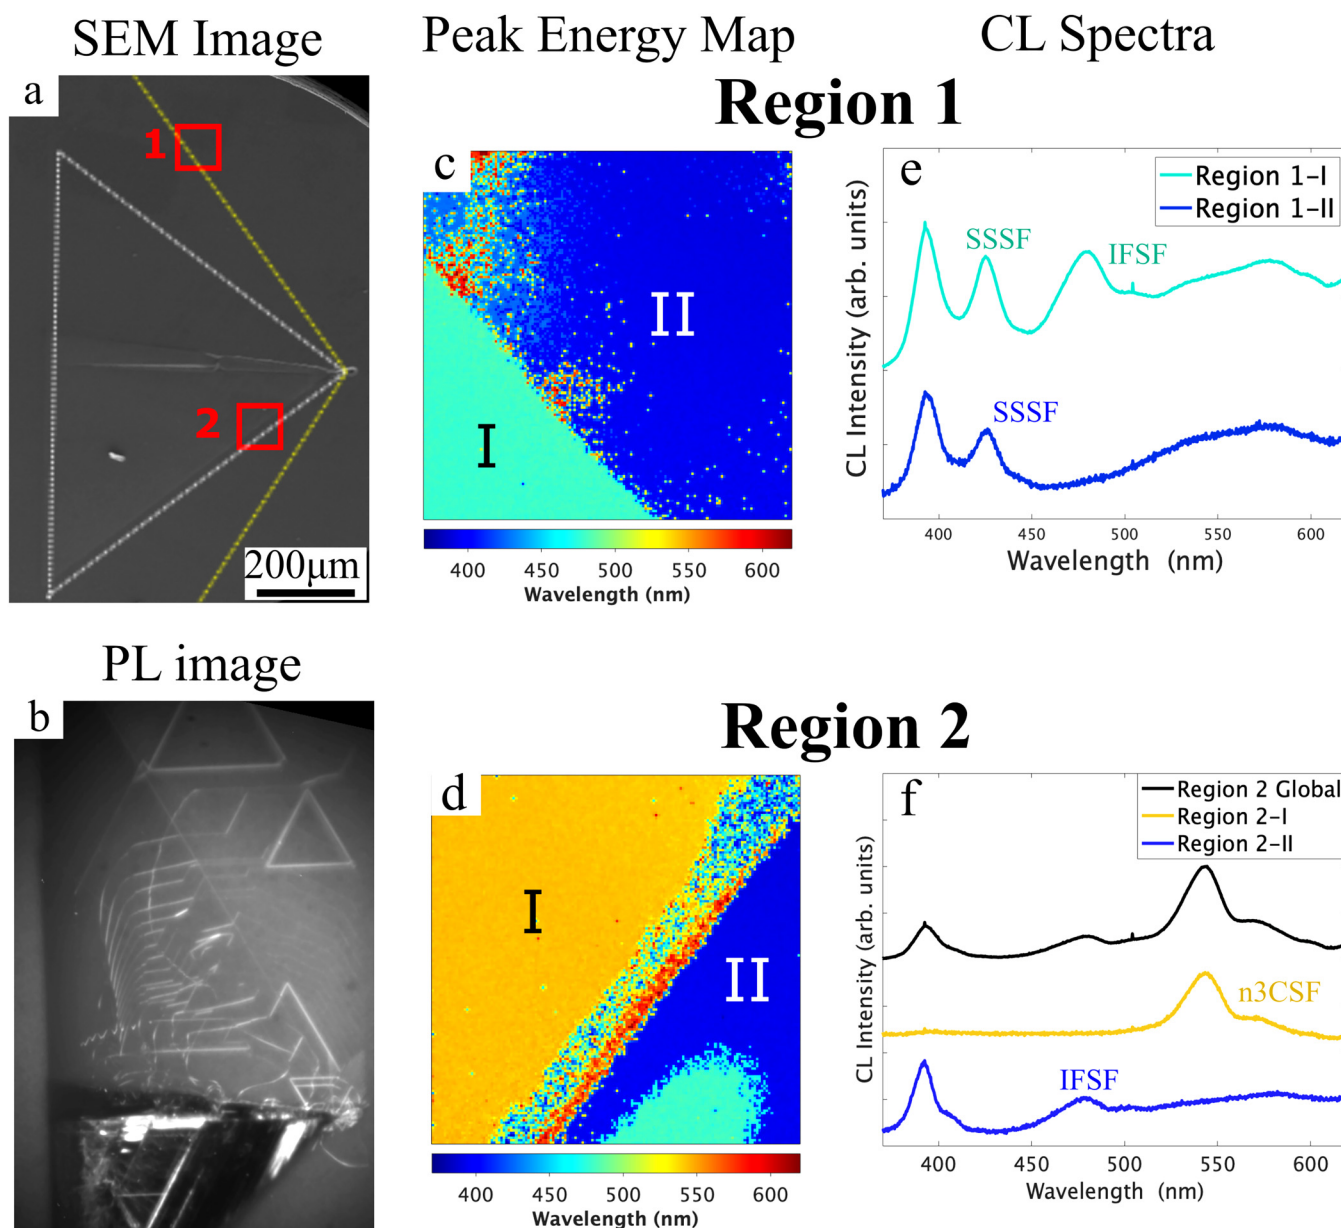 SEM Image
Peak Energy Map
CL Spectra
Region 1
a
1
2
200μm
c
I
II
400 450 500 550 600
Wavelength (nm)
e
Region 1-I
Region 1-II
SSSF
IFSF
SSSF
CL Intensity (arb. units)
400 450 500 550 600
Wavelength (nm)
PL image
Region 2
b
d
I
II
400 450 500 550 600
Wavelength (nm)
f
Region 2 Global
Region 2-I
Region 2-II
n3CSF
IFSF
CL Intensity (arb. units)
400 450 500 550 600
Wavelength (nm)